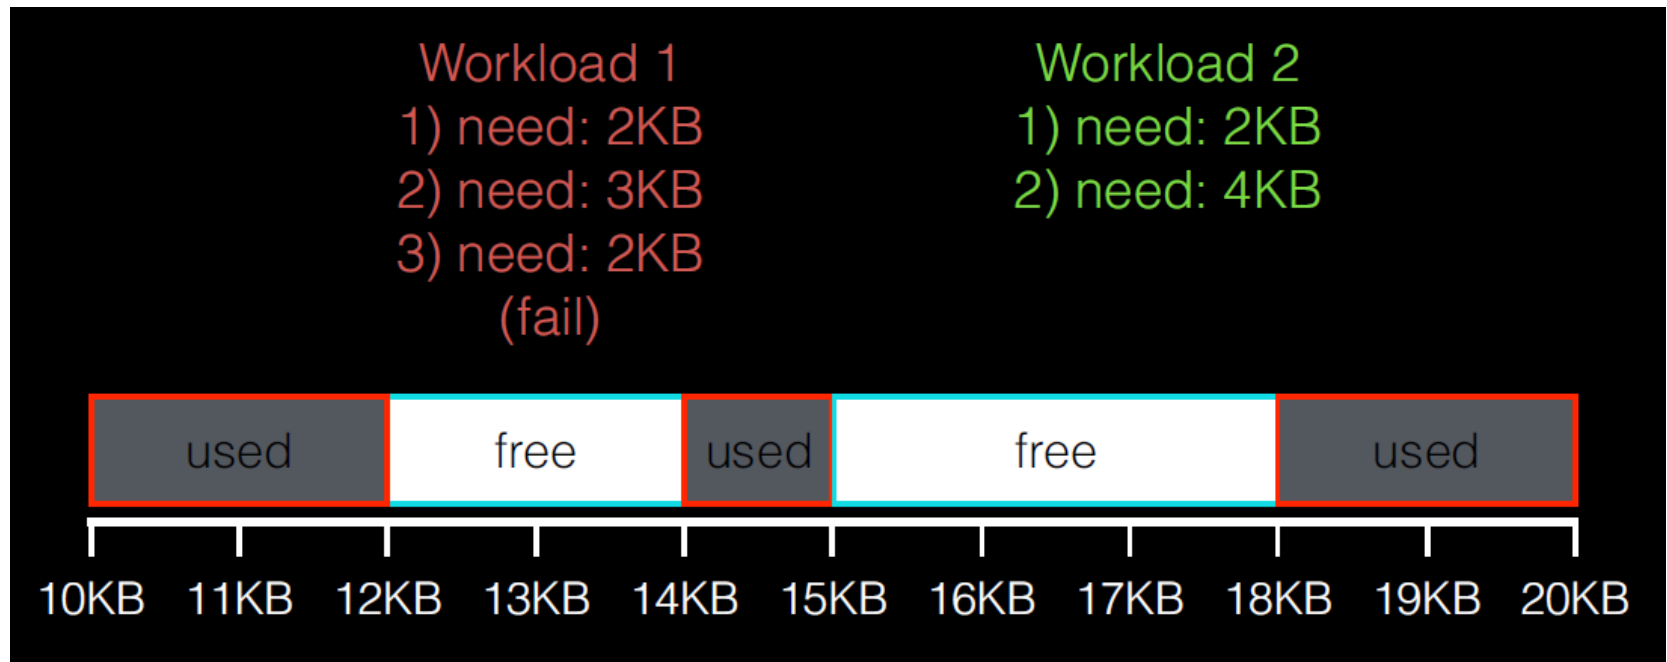 Workload 1
1) need: 2KB
2) need: 3KB
3) need: 2KB
(fail)
Workload 2
1) need: 2KB
2) need: 4KB
used free used free used
10KB 11KB 12KB 13KB 14KB 15KB 16KB 17KB 18KB 19KB 20KB